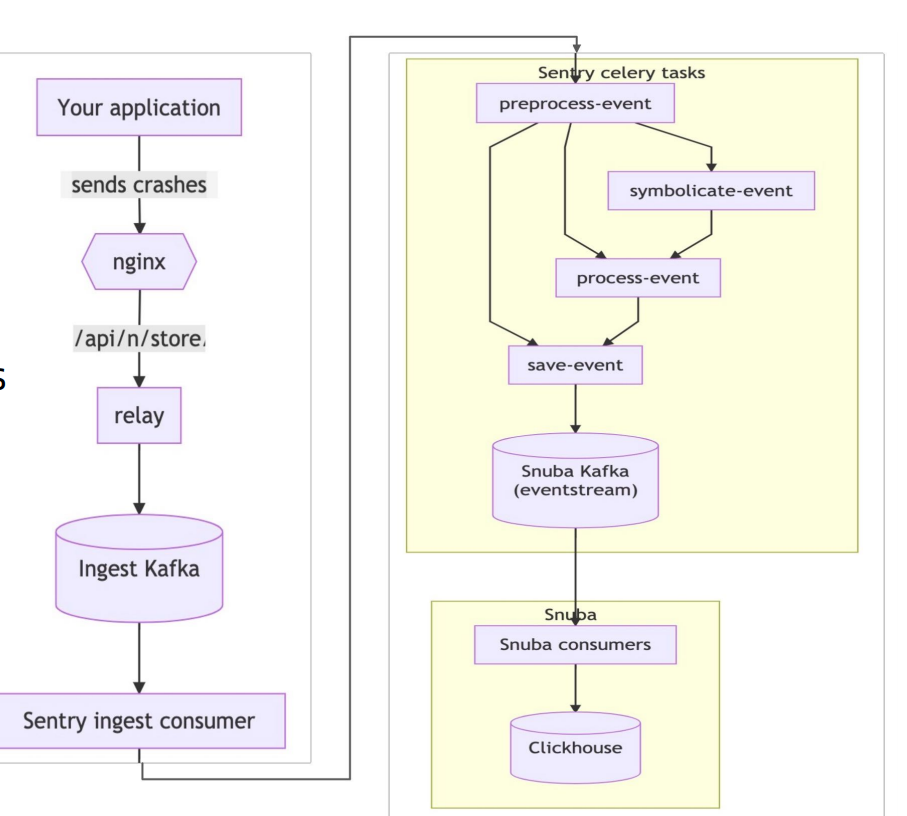 Your application
sends crashes
nginx
/api/n/store
relay
Ingest Kafka
Sentry ingest consumer
s
Sentry celery tasks
preprocess-event
symbolicate-event
process-event
save-event
Snuba Kafka
(eventstream)
Snuba
Snuba consumers
Clickhouse